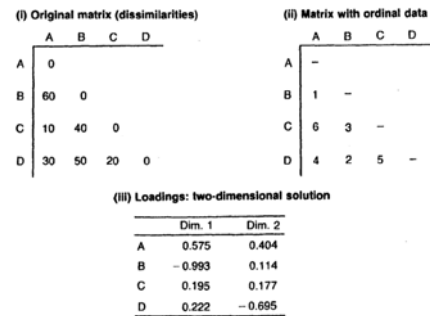 (i) Original matrix (dissimilarities)
A B C D
A 0
B 60 0
C 10 40 0
D 30 50 20 0
(ii) Matrix with ordinal data
A B C D
A –
B 1 –
C 6 3 –
D 4 2 5 –
(iii) Loadings: two-dimensional solution
Dim. 1 Dim. 2
A 0.575 0.404
B –0.993 0.114
C 0.195 0.177
D 0.222 –0.695